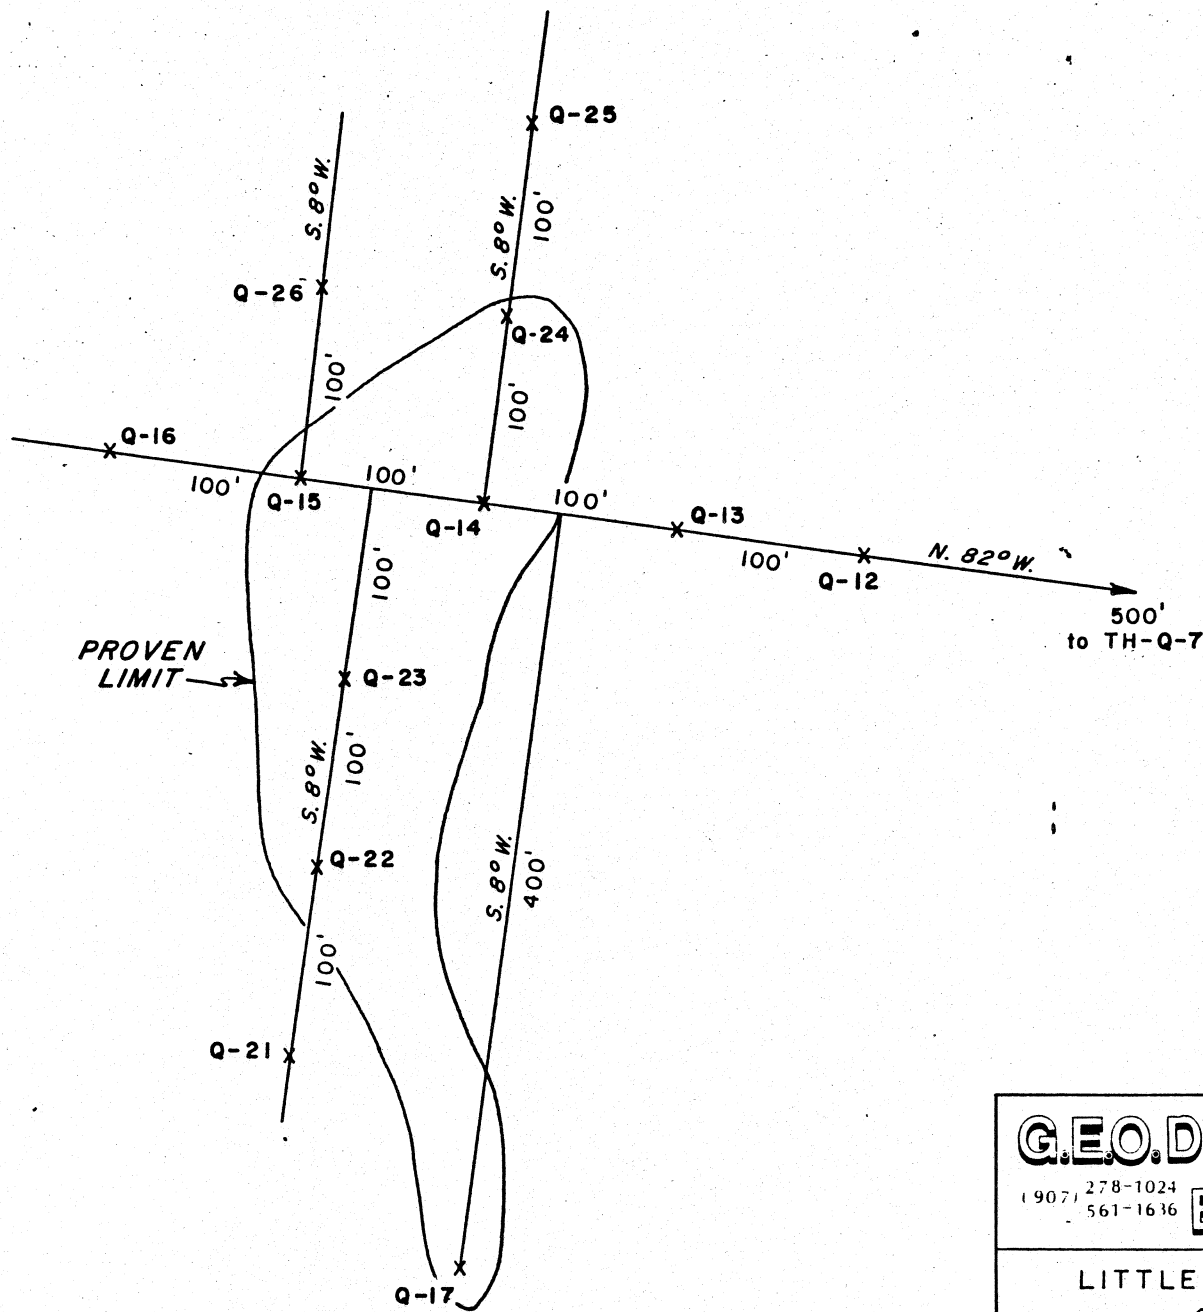 Q-25
S. 8° W.
S. 8° W.
100'
Q-26
Q-24
100'
100'
Q-16
100'
100'
Q-15
Q-14
100'
Q-13
100'
N. 82° W.
Q-12
500'
to TH-Q-7
100'
PROVEN
LIMIT
Q-23
100'
S. 8° W.
Q-22
S. 8° W.
400'
100'
Q-21
Q-17
G.E.O.D
(907) 278-1024
561-1636
LITTLE